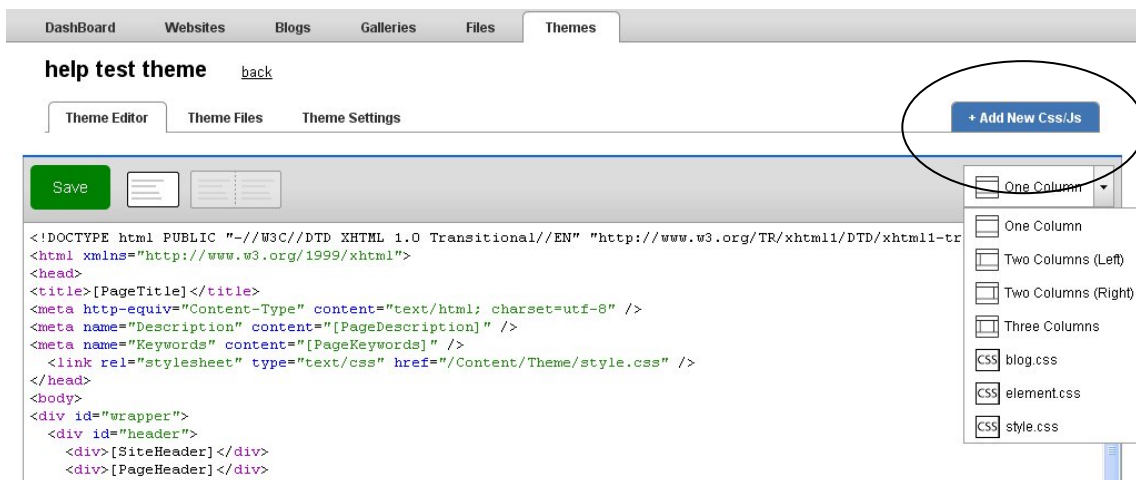 DashBoard Websites Blogs Galleries Files Themes
help test theme back
Theme Editor Theme Files Theme Settings + Add New Css/Js
Save One Column
<!DOCTYPE html PUBLIC "-//W3C//DTD XHTML 1.0 Transitional//EN" "http://www.w3.org/TR/xhtml1/DTD/xhtml1-tr
<html xmlns="http://www.w3.org/1999/xhtml">
<head>
<title>[PageTitle]</title>
<meta http-equiv="Content-Type" content="text/html; charset=utf-8" />
<meta name="Description" content="[PageDescription]" />
<meta name="Keywords" content="[PageKeywords]" />
<link rel="stylesheet" type="text/css" href="/Content/Theme/style.css" />
</head>
<body>
<div id="wrapper">
<div id="header">
<div>[SiteHeader]</div>
<div>[PageHeader]</div>
One Column
Two Columns (Left)
Two Columns (Right)
Three Columns
CSS blog.css
CSS element.css
CSS style.css